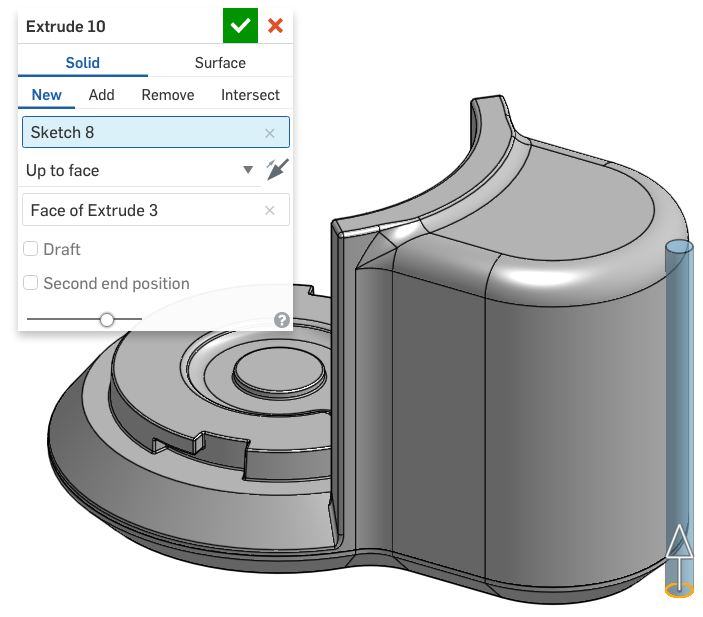 Extrude 10
Solid Surface
New Add Remove Intersect
Sketch 8
Up to face
Face of Extrude 3
Draft
Second end position
?